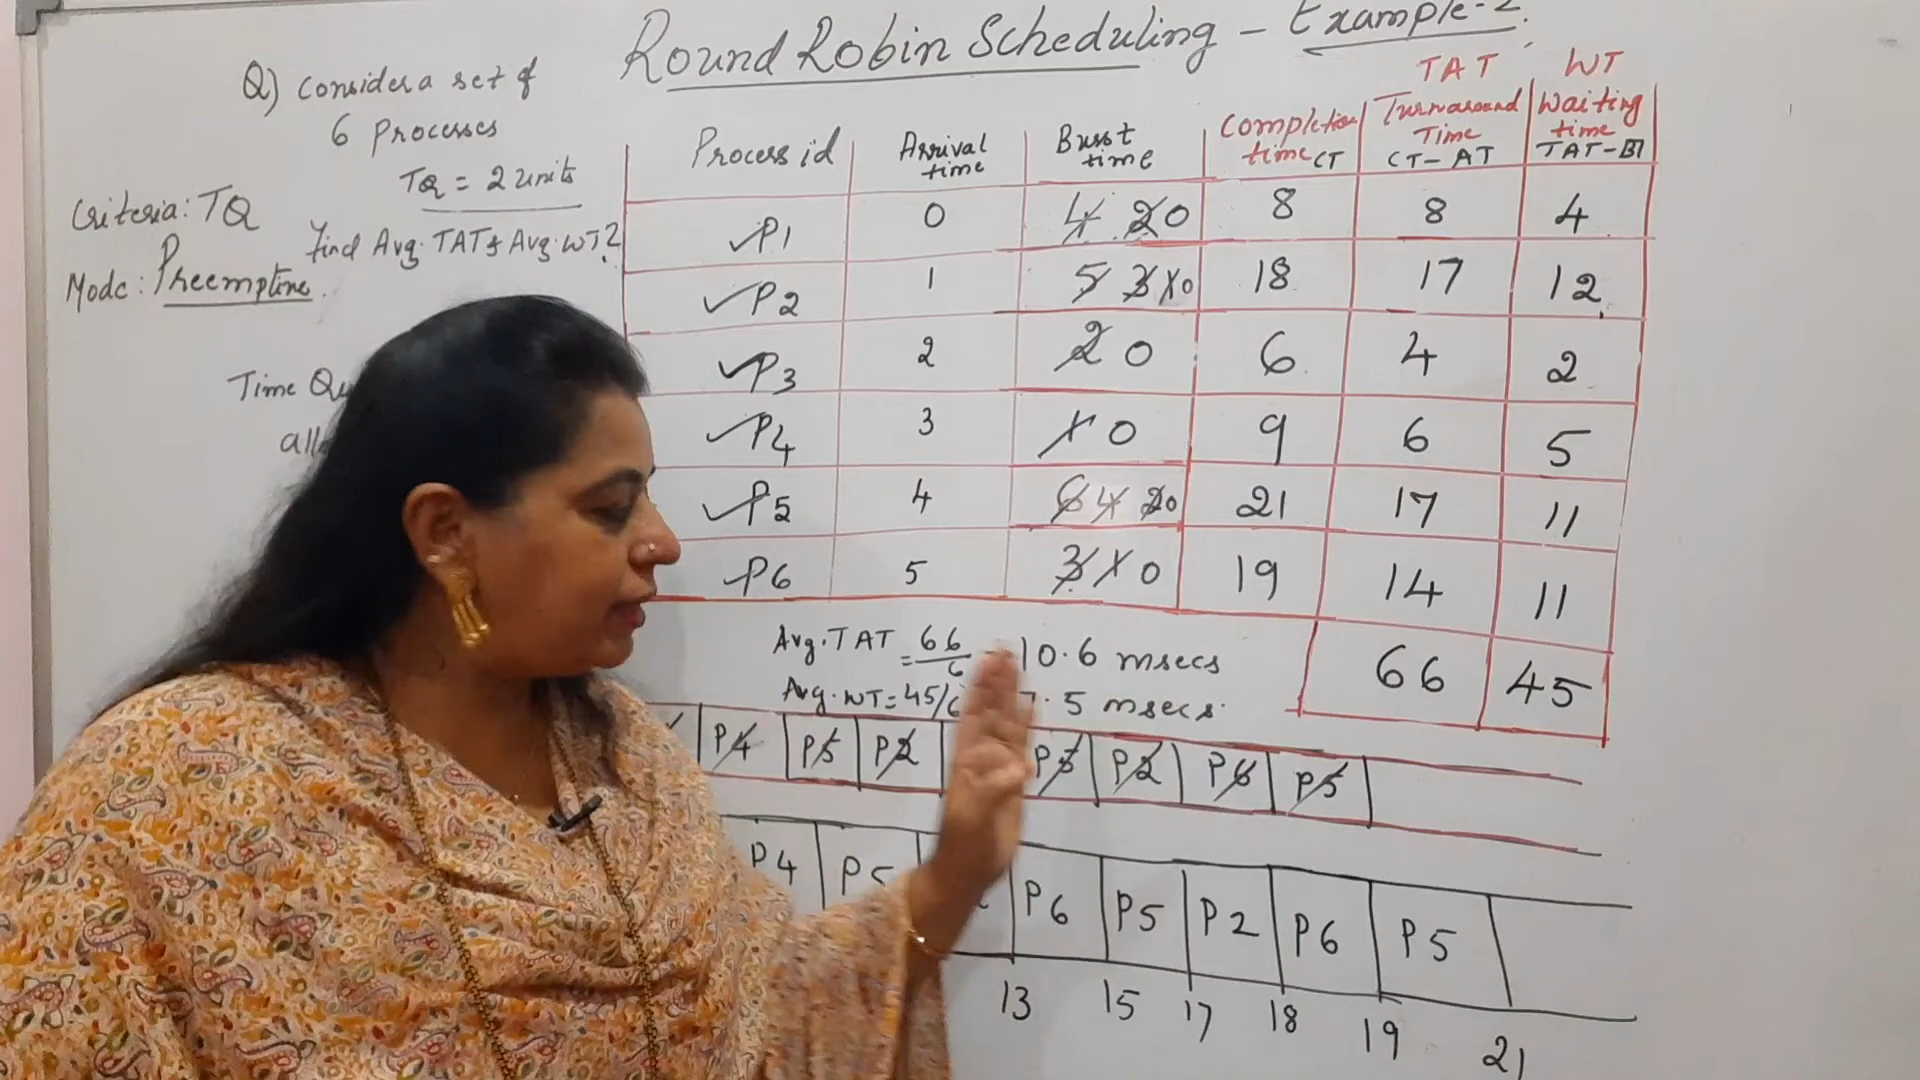 Round Robin Scheduling - Example-2.
Q) Consider a set of
6 Processes
TQ = 2 units
Criteria: TQ
Find Avg. TAT & Avg. WT?
Mode: Preemptive.
Time
TAT WT
Process id Arrival time Burst time Completion time CT Turnaround Time CT-AT Waiting time TAT-BT
✓P1 0 4 2 0 8 8 4
✓P2 1 5 3 1 0 18 17 12
✓P3 2 2 0 6 4 2
✓P4 3 1 0 9 6 5
✓P5 4 6 4 2 0 21 17 11
✓P6 5 3 1 0 19 14 11
66 45
Avg. TAT = 66/6 = 10.6 msecs
Avg. WT = 45/6 7.5 msecs.
P4 P5 P2 P2 P6 P5
P4 P5 P6 P5 P2 P6 P5
13 15 17 18 19 21